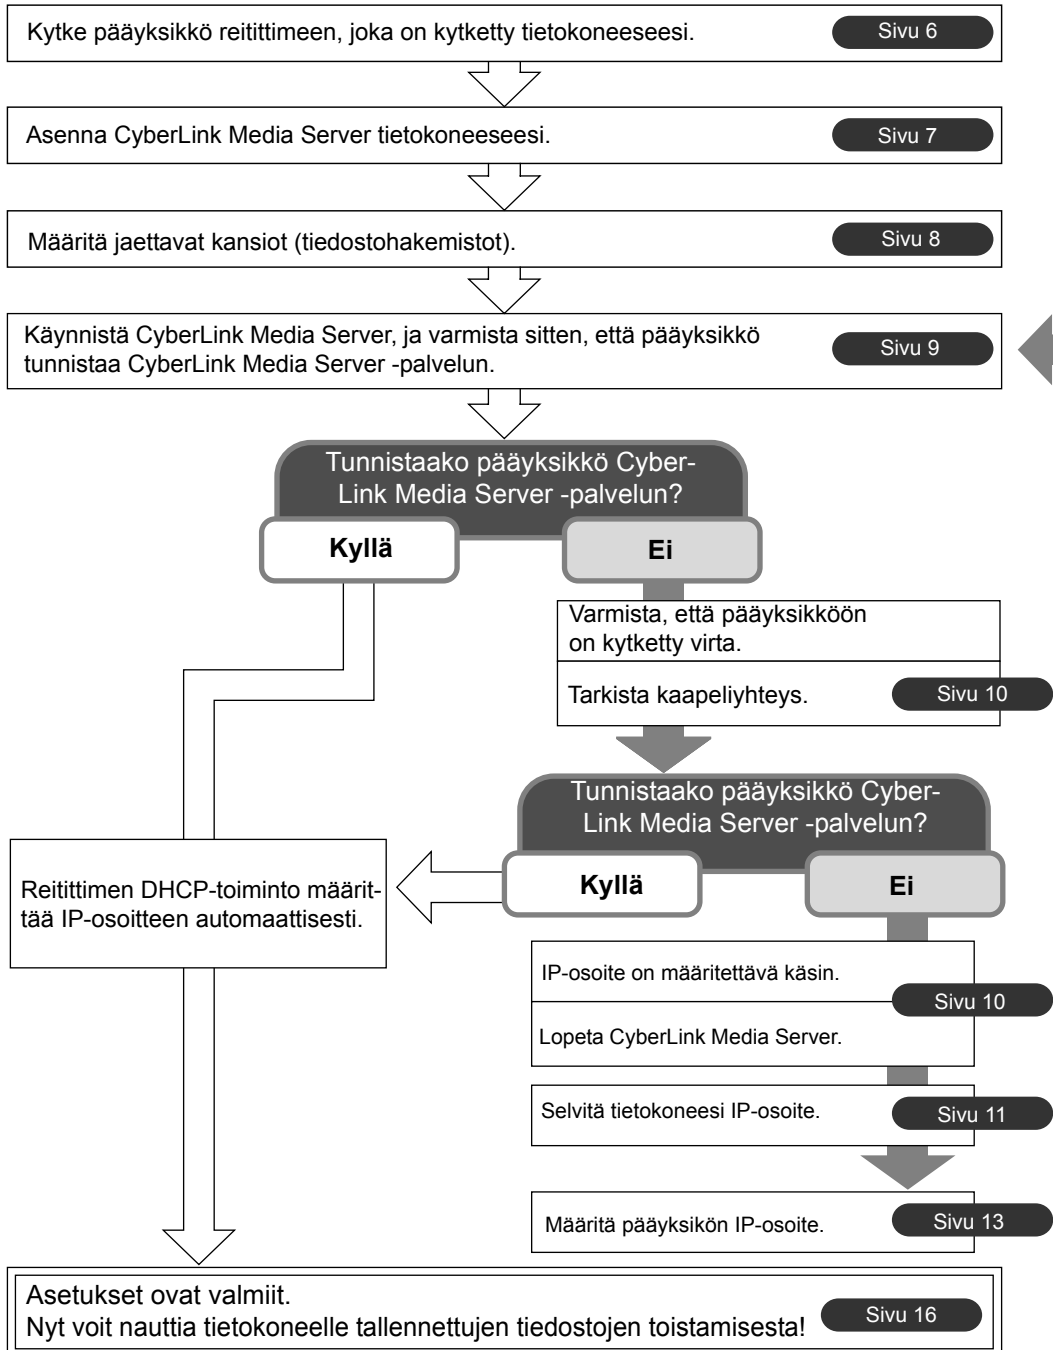 Kytke pääyksikkö reitittimeen, joka on kytketty tietokoneeseesi.
Sivu 6
Asenna CyberLink Media Server tietokoneeseesi.
Sivu 7
Määritä jaettavat kansiot (tiedostohakemistot).
Sivu 8
Käynnistä CyberLink Media Server, ja varmista sitten, että pääyksikkö
tunnistaa CyberLink Media Server -palvelun.
Sivu 9
Tunnistaako pääyksikkö Cyber-
Link Media Server -palvelun?
Kyllä
Ei
Varmista, että pääyksikköön
on kytketty virta.
Tarkista kaapeliyhteys.
Sivu 10
Tunnistaako pääyksikkö Cyber-
Link Media Server -palvelun?
Kyllä
Ei
Reitittimen DHCP-toiminto määrit-
tää IP-osoitteen automaattisesti.
IP-osoite on määritettävä käsin.
Sivu 10
Lopeta CyberLink Media Server.
Selvitä tietokoneesi IP-osoite.
Sivu 11
Määritä pääyksikön IP-osoite.
Sivu 13
Asetukset ovat valmiit.
Nyt voit nauttia tietokoneelle tallennettujen tiedostojen toistamisesta!
Sivu 16